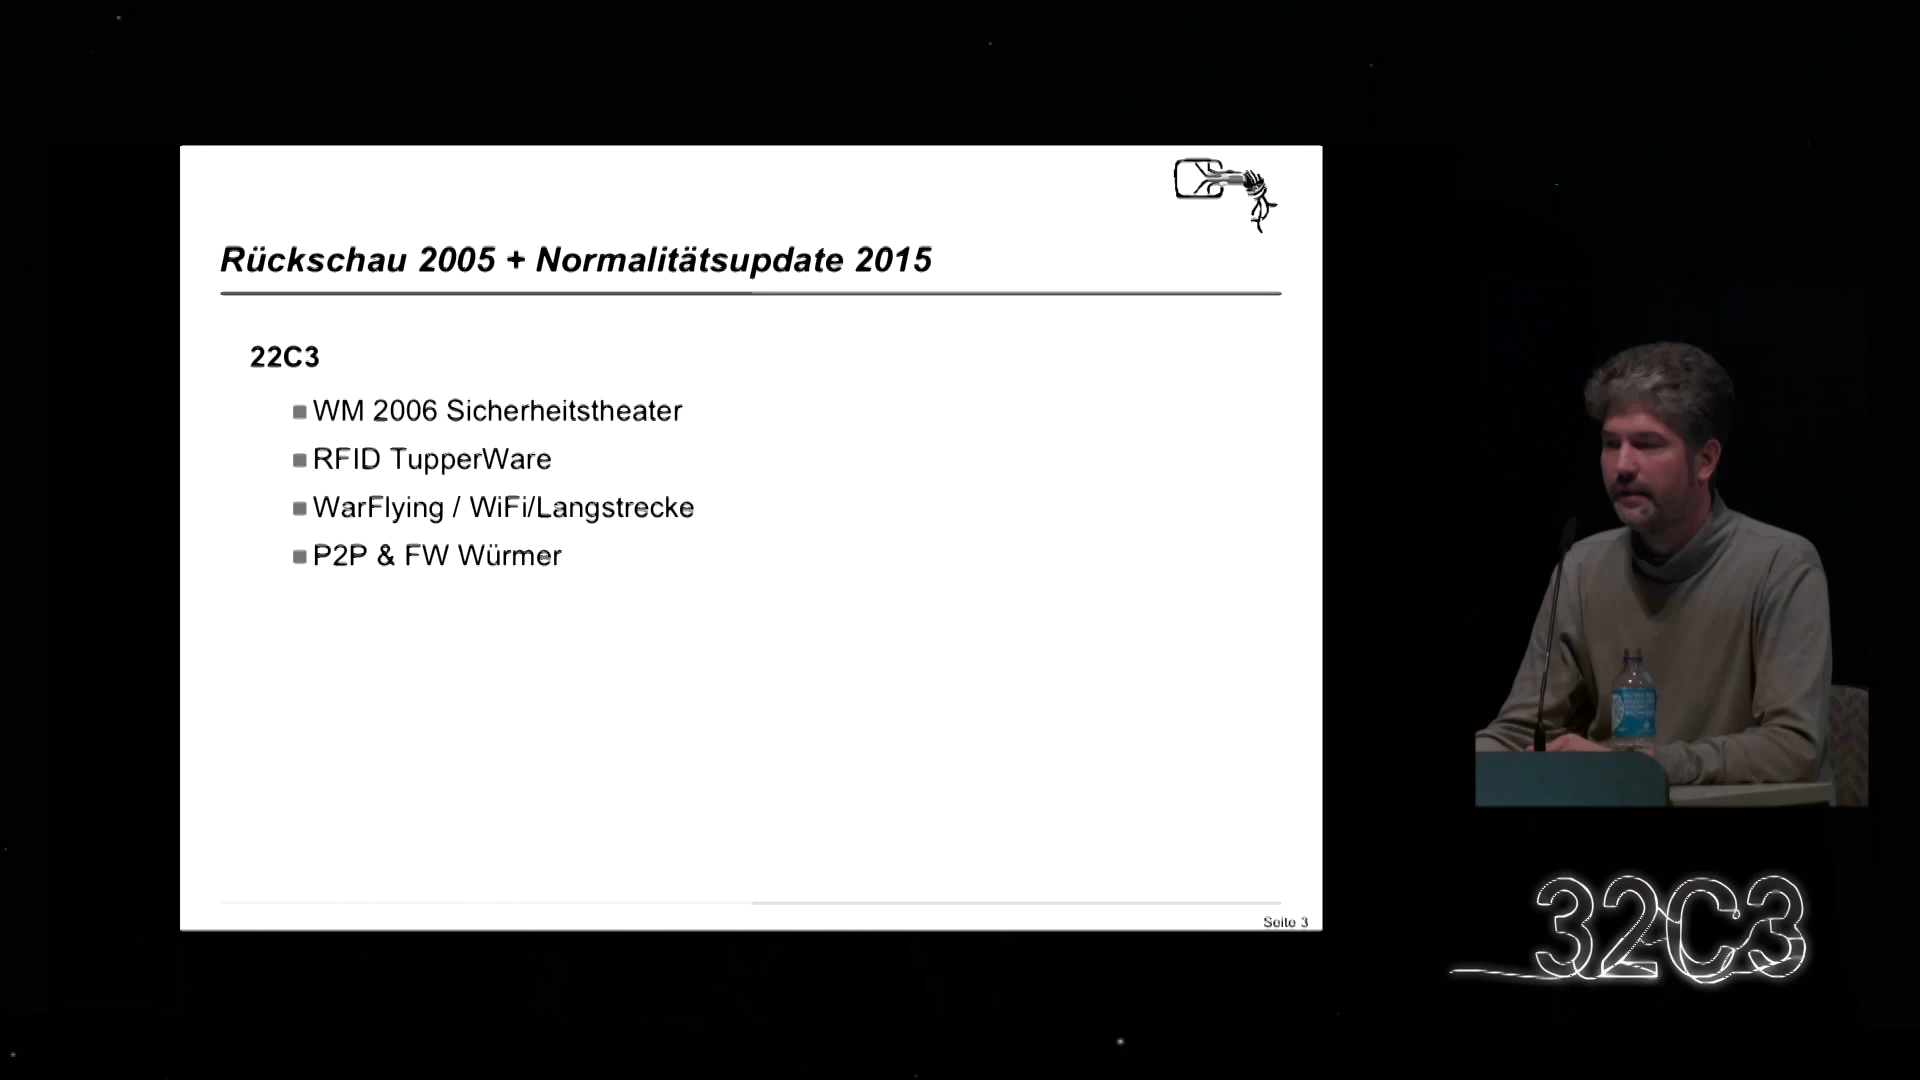 Rückschau 2005 + Normalitätsupdate 2015
22C3
WM 2006 Sicherheitstheater
RFID TupperWare
WarFlying / WiFi/Langstrecke
P2P & FW Würmer
Seite 3
32C3